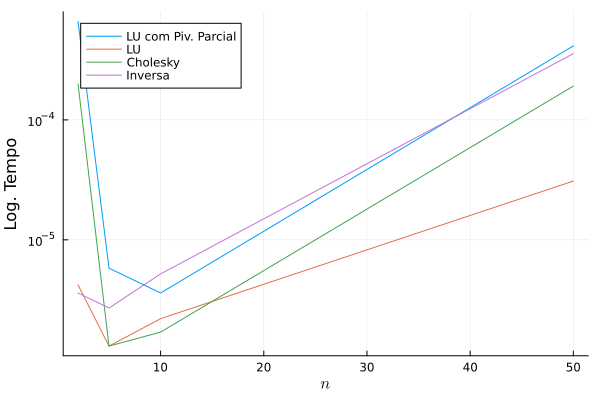 LU com Piv. Parcial
LU
Cholesky
Inversa
Log. Tempo
10⁻⁴
10⁻⁵
10 20 30 40 50
n